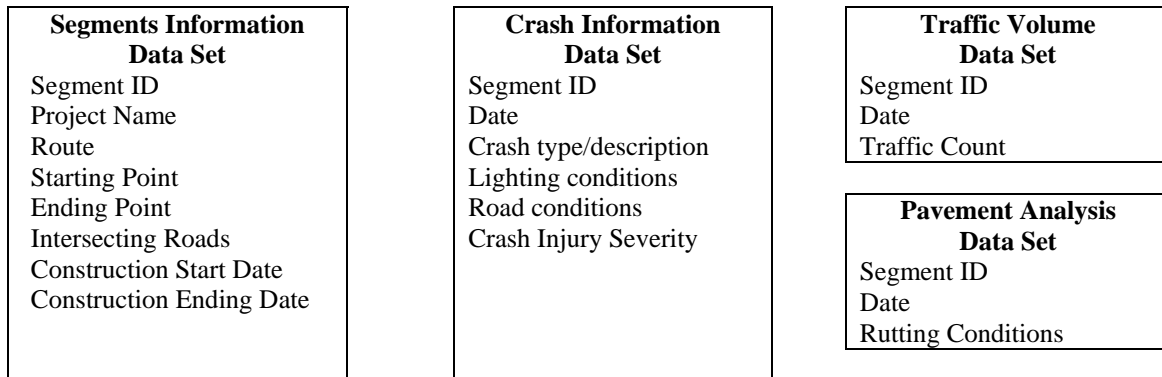 Segments Information
Data Set
Segment ID
Project Name
Route
Starting Point
Ending Point
Intersecting Roads
Construction Start Date
Construction Ending Date
Crash Information
Data Set
Segment ID
Date
Crash type/description
Lighting conditions
Road conditions
Crash Injury Severity
Traffic Volume
Data Set
Segment ID
Date
Traffic Count
Pavement Analysis
Data Set
Segment ID
Date
Rutting Conditions